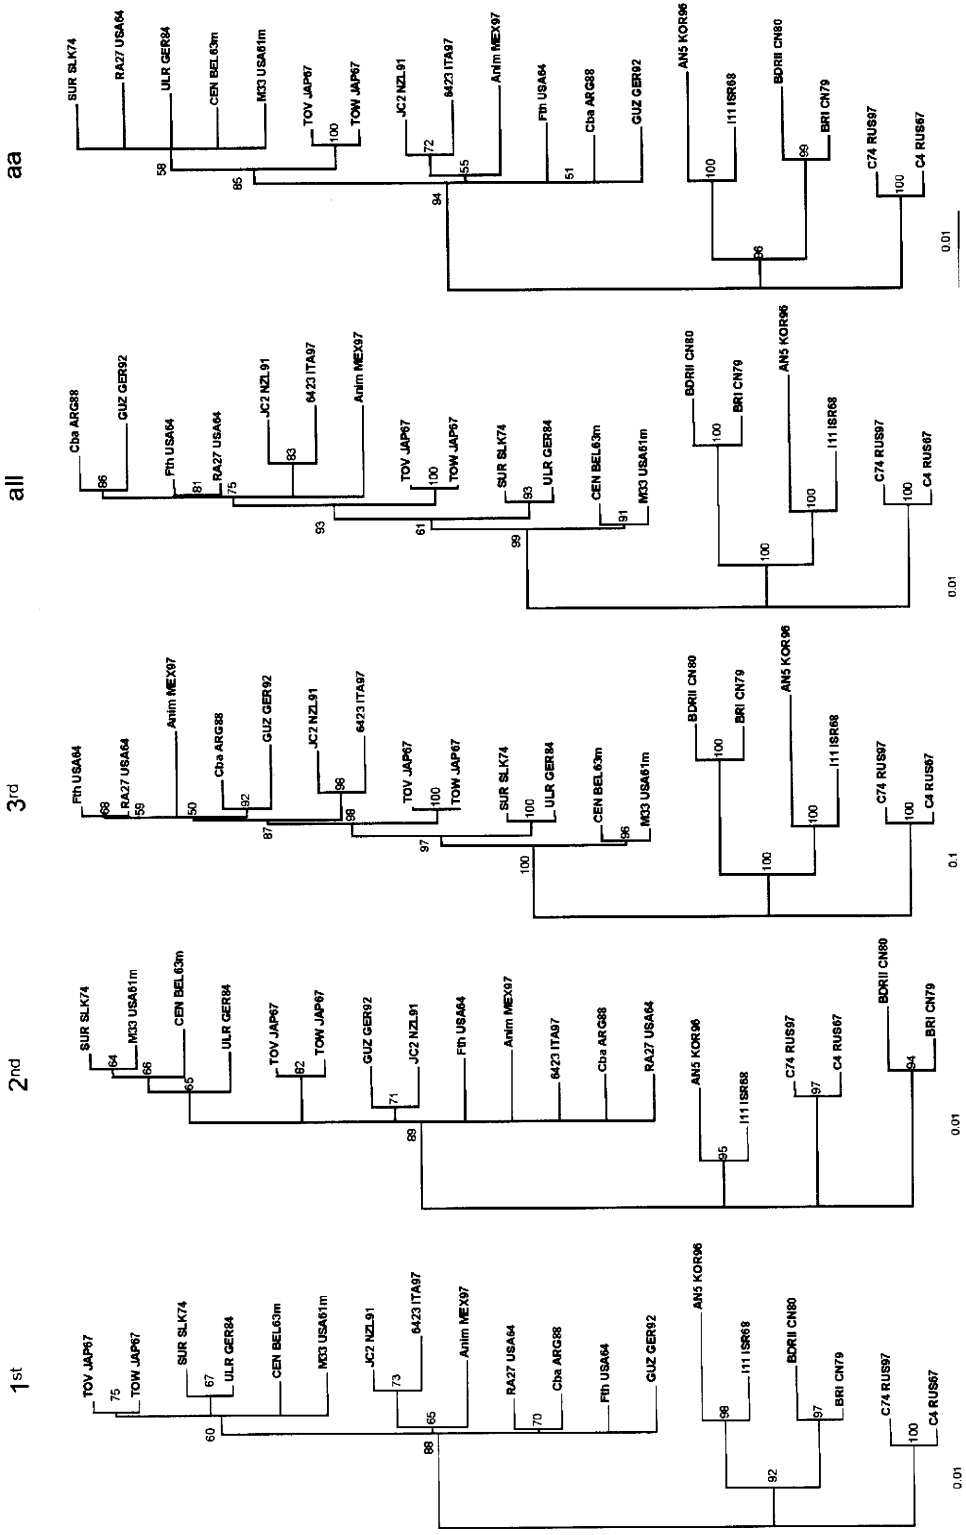 aa
SUR SLK74
RA27 USA64
ULR GER84
CEN BEL63m
M33 USA61m
58
TOV JAP67
TOW JAP67
100
85
JC2 NZL91
6423 ITA97
72
Anim MEX97
55
Fth USA64
Cba ARG88
51
GUZ GER92
94
AN5 KOR96
I11 ISR68
100
BDRII CN80
BRI CN79
99
96
C74 RUS97
C4 RUS67
100
0.01
all
Cba ARG88
GUZ GER92
86
Fth USA64
RA27 USA64
81
75
JC2 NZL91
6423 ITA97
83
Anim MEX97
TOV JAP67
TOW JAP67
100
93
SUR SLK74
ULR GER84
93
61
CEN BEL63m
M33 USA61m
91
99
BDRII CN80
BRI CN79
100
AN5 KOR96
I11 ISR68
100
100
C74 RUS97
C4 RUS67
100
0.01
3rd
Fth USA64
RA27 USA64
68
59
Anim MEX97
50
Cba ARG88
GUZ GER92
92
87
JC2 NZL91
6423 ITA97
98
98
TOV JAP67
TOW JAP67
100
SUR SLK74
ULR GER84
100
97
CEN BEL63m
M33 USA61m
96
100
BDRII CN80
BRI CN79
100
AN5 KOR96
I11 ISR68
100
100
C74 RUS97
C4 RUS67
100
0.1
2nd
SUR SLK74
M33 USA61m
64
CEN BEL63m
66
ULR GER84
65
TOV JAP67
TOW JAP67
82
GUZ GER92
JC2 NZL91
71
89
Fth USA64
Anim MEX97
6423 ITA97
Cba ARG88
RA27 USA64
AN5 KOR96
I11 ISR68
95
C74 RUS97
C4 RUS67
97
BDRII CN80
BRI CN79
94
0.01
1st
TOV JAP67
TOW JAP67
75
SUR SLK74
ULR GER84
67
60
CEN BEL63m
M33 USA61m
JC2 NZL91
6423 ITA97
73
Anim MEX97
65
88
RA27 USA64
Cba ARG88
70
Fth USA64
GUZ GER92
AN5 KOR96
I11 ISR68
98
BDRII CN80
BRI CN79
97
92
C74 RUS97
C4 RUS67
100
0.01